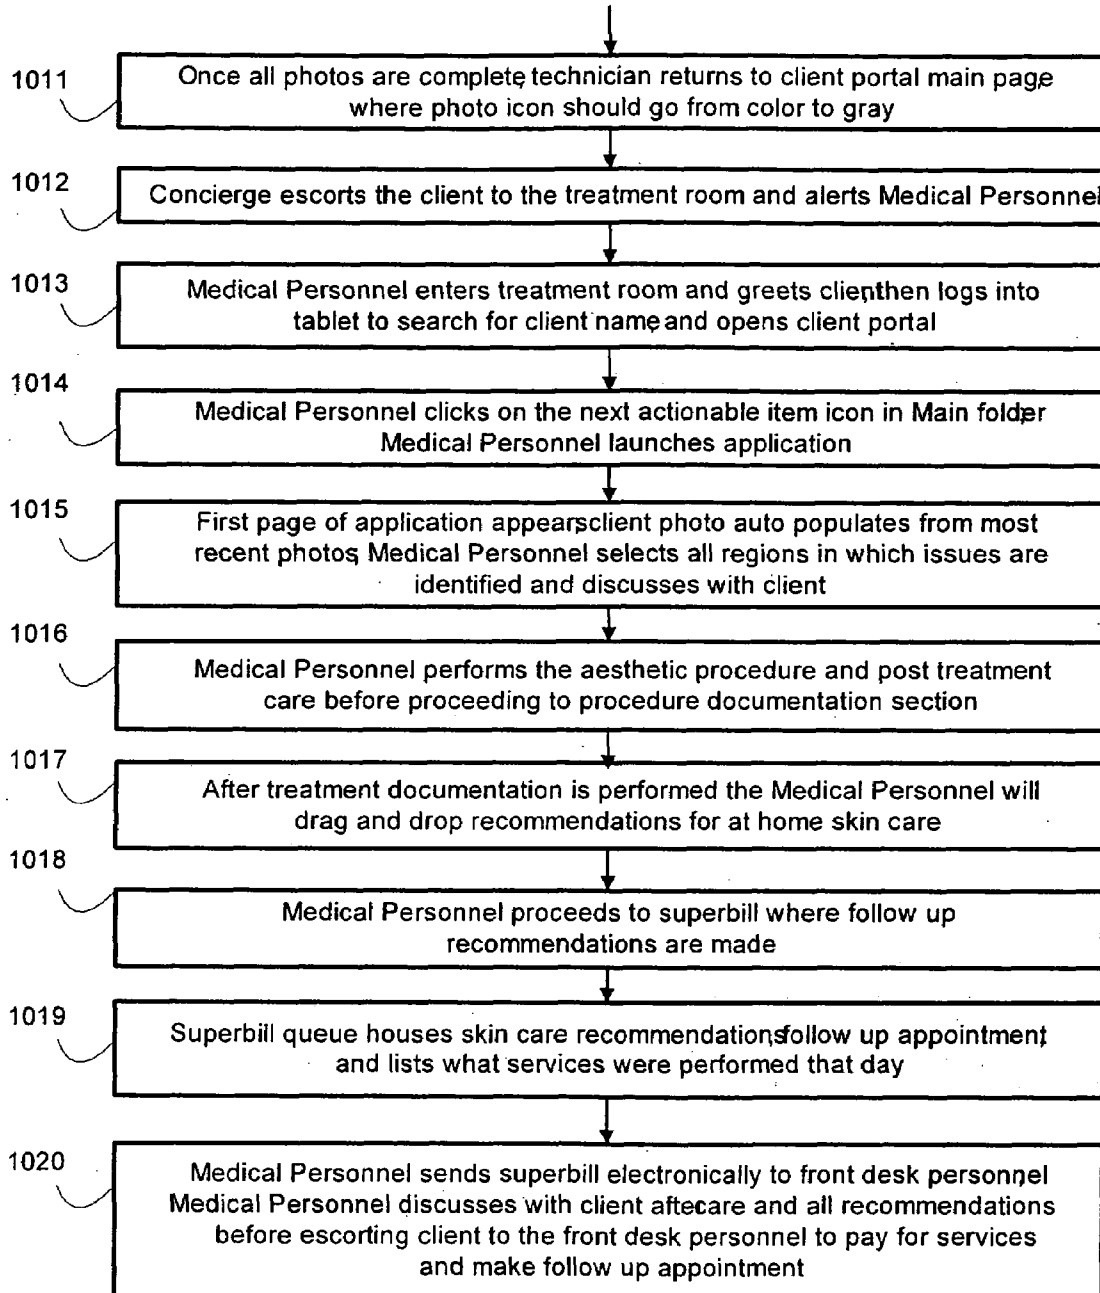 1011
Once all photos are complete, technician returns to client portal main page,
where photo icon should go from color to gray
1012
Concierge escorts the client to the treatment room and alerts Medical Personnel
1013
Medical Personnel enters treatment room and greets client, then logs into
tablet to search for client name, and opens client portal
1014
Medical Personnel clicks on the next actionable item icon in Main folder,
Medical Personnel launches application
1015
First page of application appears, client photo auto populates from most
recent photos, Medical Personnel selects all regions in which issues are
identified and discusses with client
1016
Medical Personnel performs the aesthetic procedure and post treatment
care before proceeding to procedure documentation section
1017
After treatment documentation is performed the Medical Personnel will
drag and drop recommendations for at home skin care
1018
Medical Personnel proceeds to superbill where follow up
recommendations are made
1019
Superbill queue houses skin care recommendations, follow up appointment,
and lists what services were performed that day
1020
Medical Personnel sends superbill electronically to front desk personnel,
Medical Personnel discusses with client aftecare and all recommendations
before escorting client to the front desk personnel to pay for services
and make follow up appointment